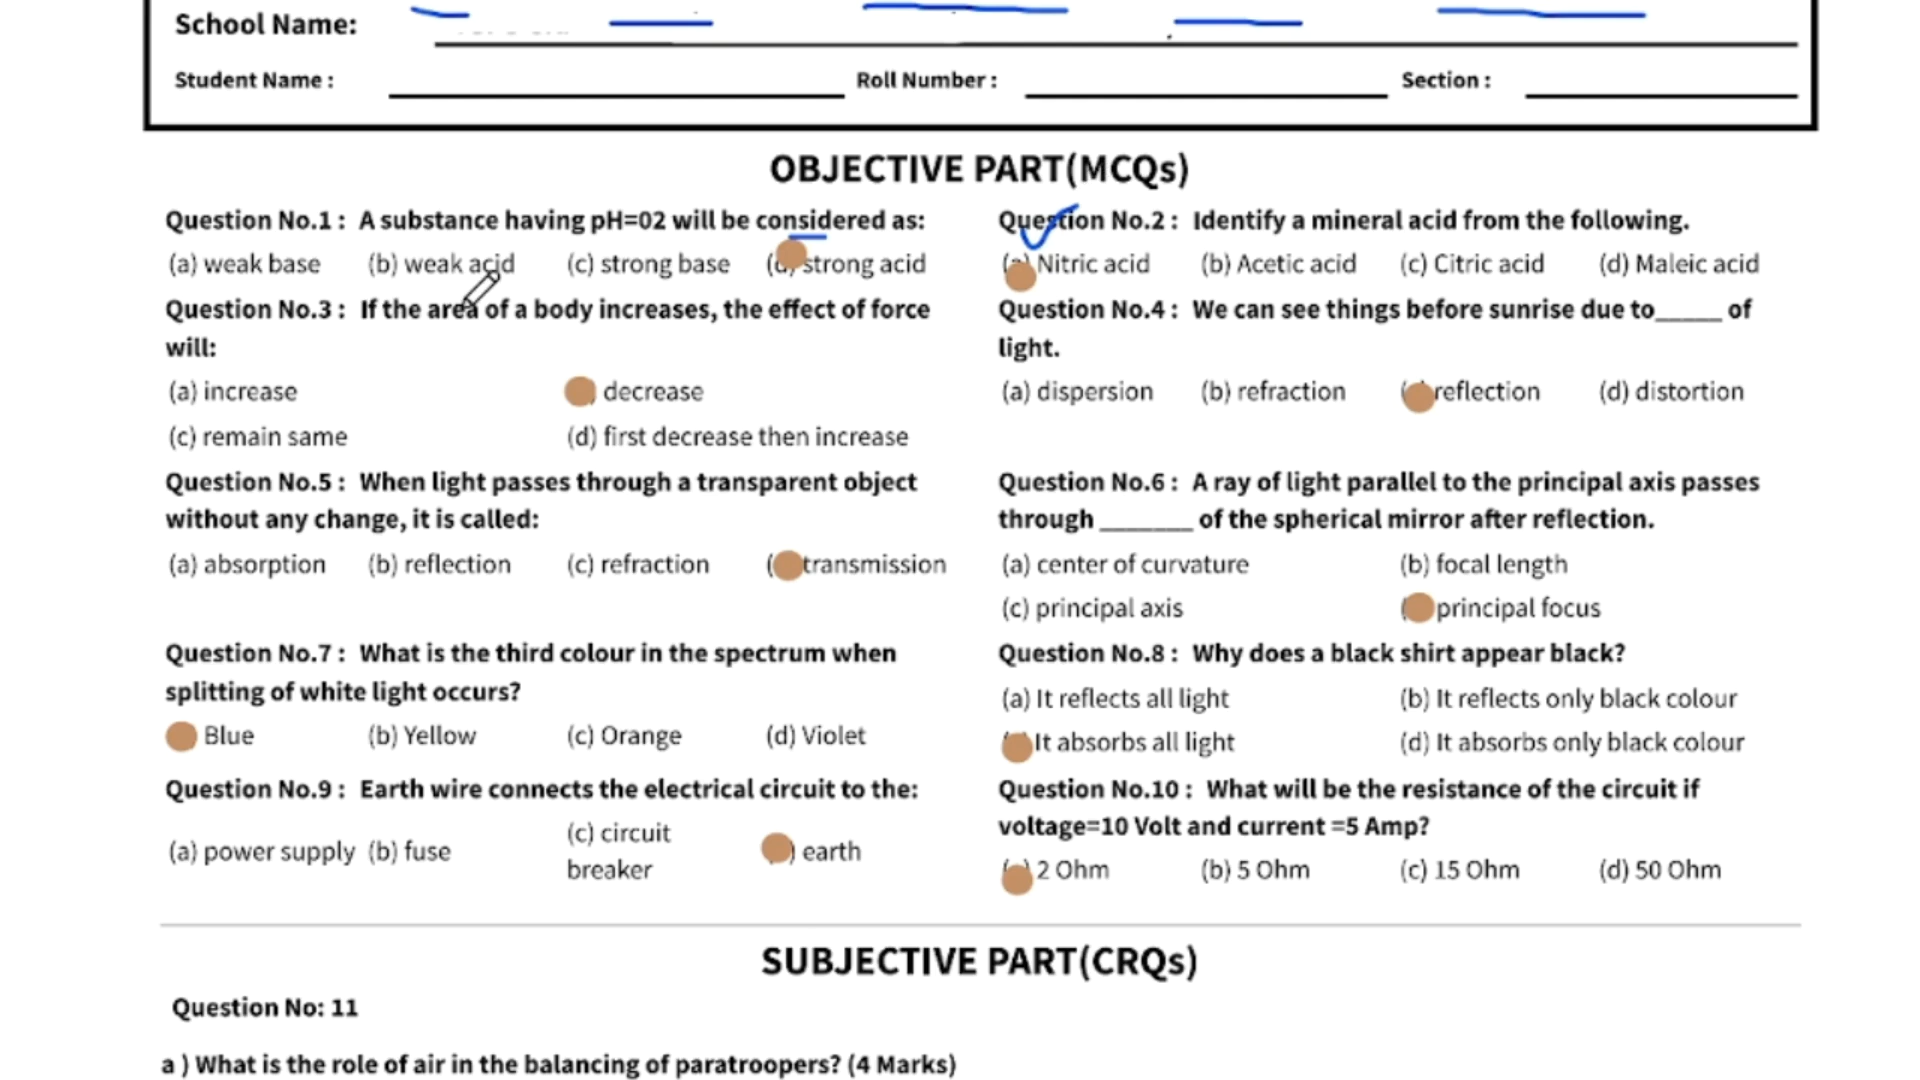 School Name:
Student Name : Roll Number : Section :
OBJECTIVE PART(MCQs)
Question No.1 : A substance having pH=02 will be considered as:
(a) weak base (b) weak acid (c) strong base strong acid
Question No.2 : Identify a mineral acid from the following.
Nitric acid (b) Acetic acid (c) Citric acid (d) Maleic acid
Question No.3 : If the area of a body increases, the effect of force
will:
(a) increase decrease
(c) remain same (d) first decrease then increase
Question No.4 : We can see things before sunrise due to_____ of
light.
(a) dispersion (b) refraction reflection (d) distortion
Question No.5 : When light passes through a transparent object
without any change, it is called:
(a) absorption (b) reflection (c) refraction transmission
Question No.6 : A ray of light parallel to the principal axis passes
through _______ of the spherical mirror after reflection.
(a) center of curvature (b) focal length
(c) principal axis principal focus
Question No.7 : What is the third colour in the spectrum when
splitting of white light occurs?
Blue (b) Yellow (c) Orange (d) Violet
Question No.8 : Why does a black shirt appear black?
(a) It reflects all light (b) It reflects only black colour
It absorbs all light (d) It absorbs only black colour
Question No.9 : Earth wire connects the electrical circuit to the:
(a) power supply (b) fuse (c) circuit breaker ) earth
Question No.10 : What will be the resistance of the circuit if
voltage=10 Volt and current =5 Amp?
2 Ohm (b) 5 Ohm (c) 15 Ohm (d) 50 Ohm
SUBJECTIVE PART(CRQs)
Question No: 11
a ) What is the role of air in the balancing of paratroopers? (4 Marks)